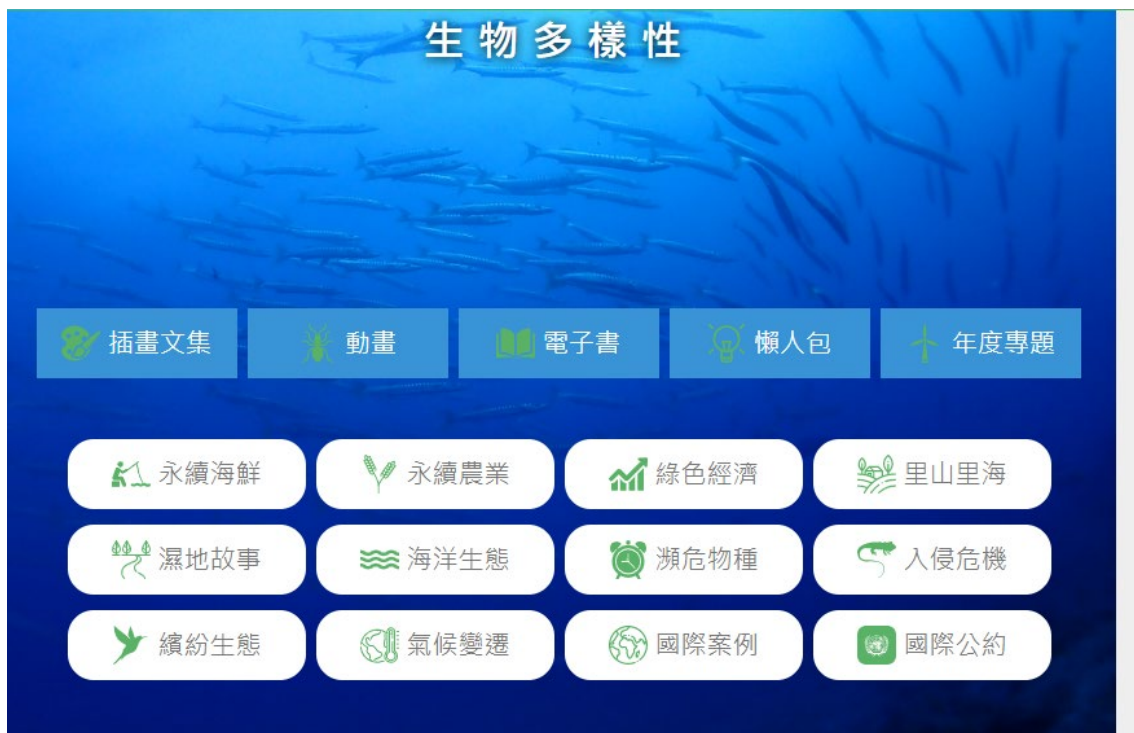 生物多樣性
插畫文集 動畫 電子書 懶人包 年度專題
永續海鮮 永續農業 綠色經濟 里山里海
濕地故事 海洋生態 瀕危物種 入侵危機
繽紛生態 氣候變遷 國際案例 國際公約